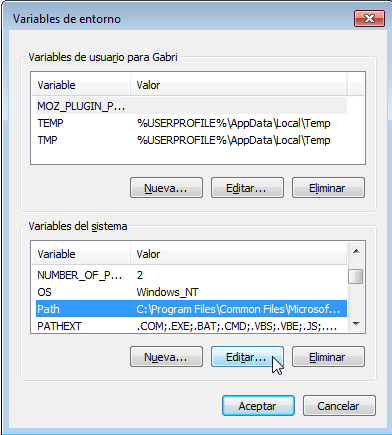 Variables de entorno
Variables de usuario para Gabri
Variable Valor
MOZ_PLUGIN_P...
TEMP %USERPROFILE%\AppData\Local\Temp
TMP %USERPROFILE%\AppData\Local\Temp
Nueva... Editar... Eliminar
Variables del sistema
Variable Valor
NUMBER_OF_P... 2
OS Windows_NT
Path C:\Program Files\Common Files\Microsof...
PATHEXT .COM;.EXE;.BAT;.CMD;.VBS;.VBE;.JS;....
Nueva... Editar... Eliminar
Aceptar Cancelar